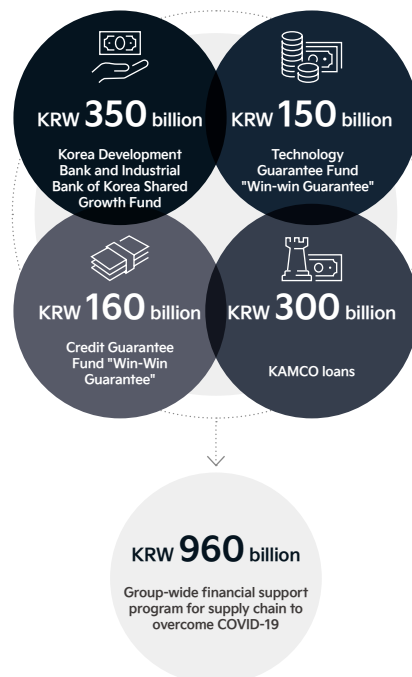 KRW 350 billion
Korea Development
Bank and Industrial
Bank of Korea Shared
Growth Fund
KRW 150 billion
Technology
Guarantee Fund
"Win-win Guarantee"
KRW 160 billion
Credit Guarantee
Fund "Win-Win
Guarantee"
KRW 300 billion
KAMCO loans
KRW 960 billion
Group-wide financial support
program for supply chain to
overcome COVID-19